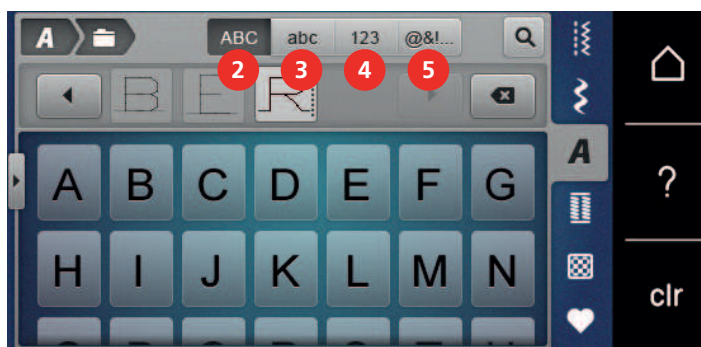 A ABC abc 123 @&!...
2 3 4 5
B E R
A B C D E F G
A
?
H I J K L M N
clr